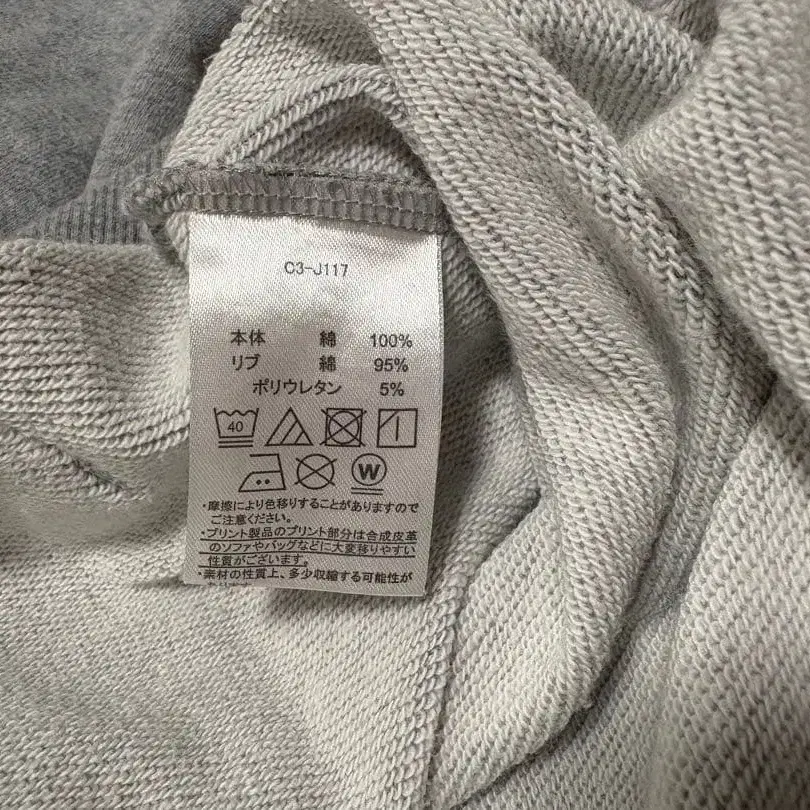 C3-J117
本体 綿 100%
リブ 綿 95%
ポリウレタン 5%
40
W
・摩擦により色移りすることがありますので
ご注意ください。
・プリント製品のプリント部分は合成皮革
のソファやバッグなどに大変移りやすい
性質がございます。
・素材の性質上、多少収縮する可能性が